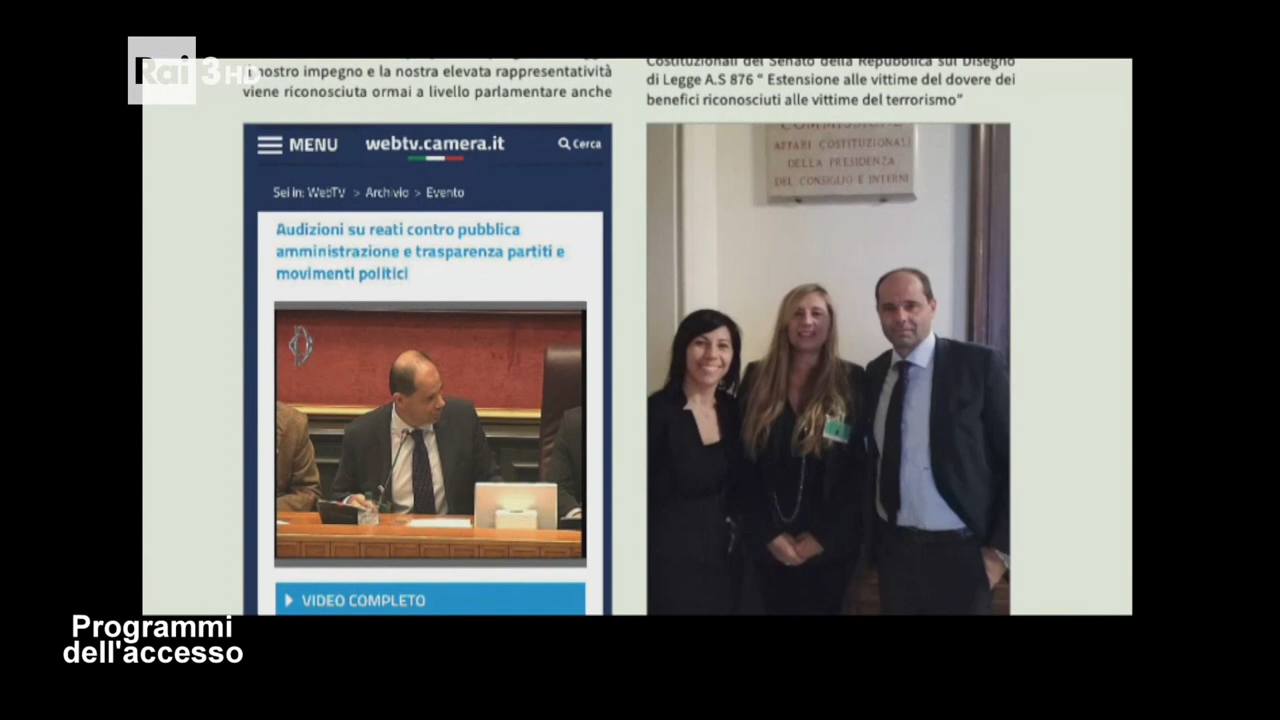 Rai 3HD
nostro impegno e la nostra elevata rappresentatività
viene riconosciuta ormai a livello parlamentare anche
Costituzionali del Senato della Repubblica sul Disegno
di Legge A.S 876 “ Estensione alle vittime del dovere dei
benefici riconosciuti alle vittime del terrorismo”
MENU
webtv.camera.it
Cerca
Sei in: WebTV > Archivio > Evento
Audizioni su reati contro pubblica
amministrazione e trasparenza partiti e
movimenti politici
VIDEO COMPLETO
COMMISSIONE
AFFARI COSTITUZIONALI
DELLA PRESIDENZA
DEL CONSIGLIO E INTERNI
Programmi
dell'accesso